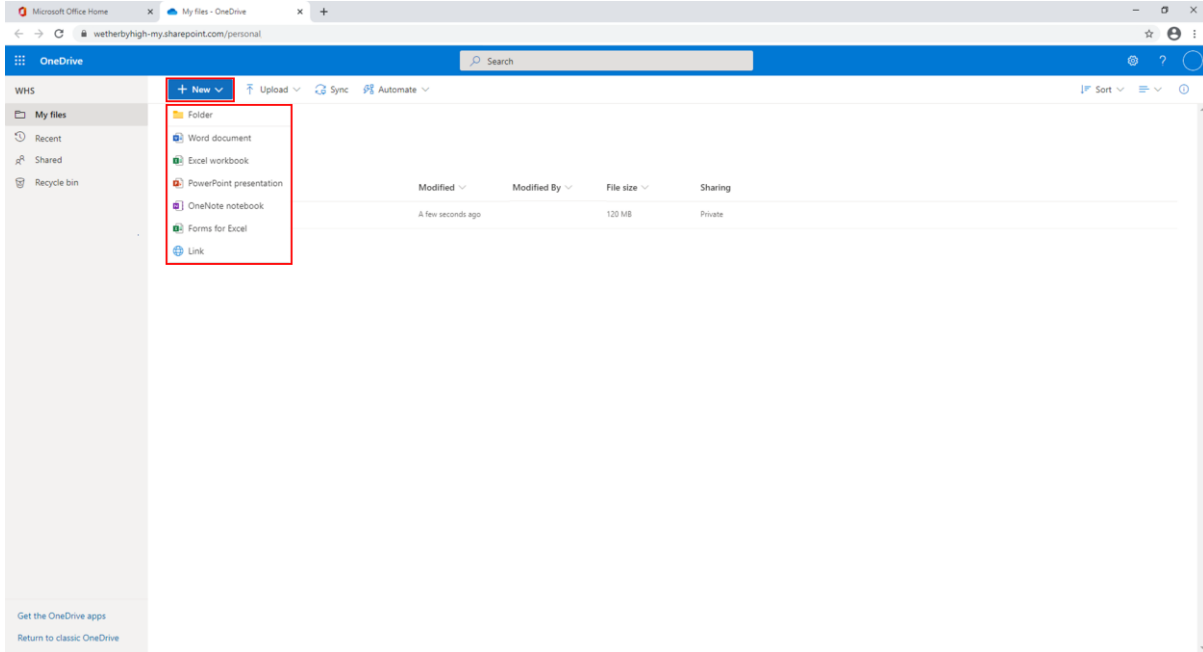 Microsoft Office Home
My files - OneDrive
wetherbyhigh-my.sharepoint.com/personal
OneDrive
Search
?
WHS
+ New
Upload
Sync
Automate
Sort
My files
Recent
Shared
Recycle bin
Folder
Word document
Excel workbook
PowerPoint presentation
OneNote notebook
Forms for Excel
Link
Modified Modified By File size Sharing
A few seconds ago 120 MB Private
Get the OneDrive apps
Return to classic OneDrive